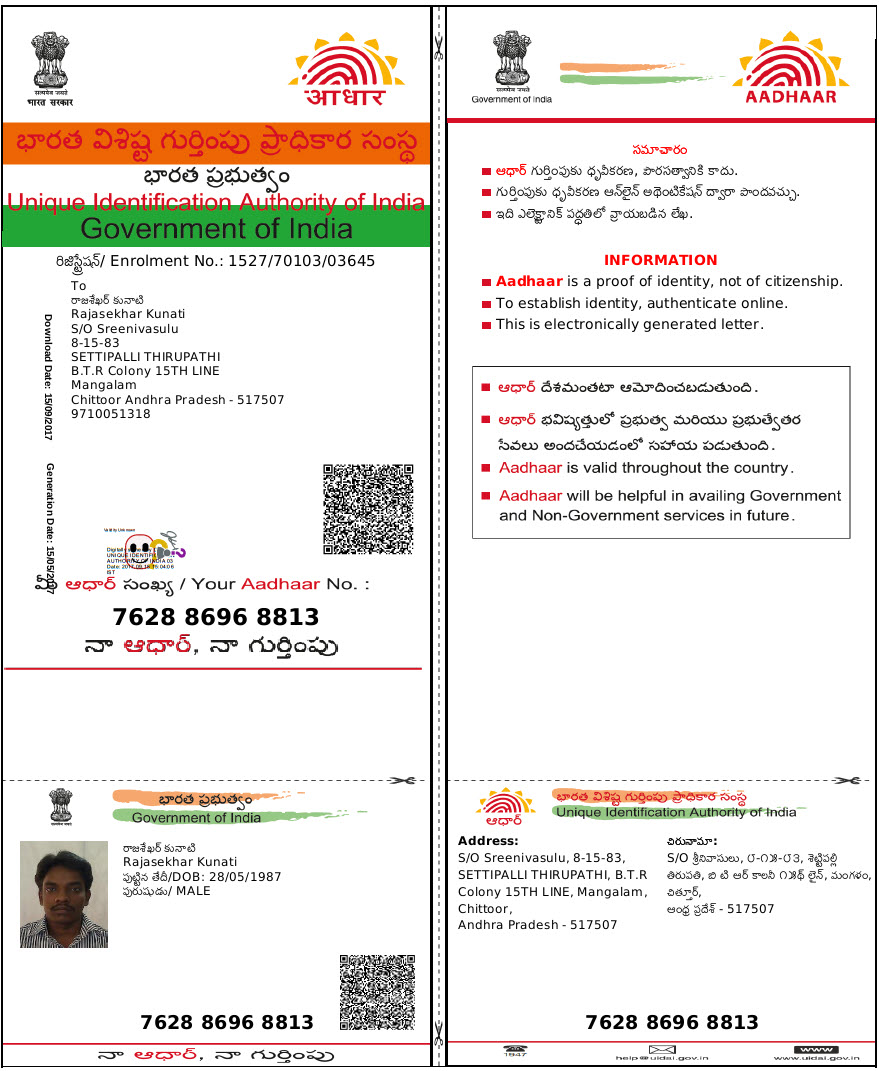 सत्यमेव जयते
भारत सरकार
आधार
భారత విశిష్ట గుర్తింపు ప్రాధికార సంస్థ
భారత ప్రభుత్వం
Unique Identification Authority of India
Government of India
రిజిస్ట్రేషన్/ Enrolment No.: 1527/70103/03645
To
రాజశేఖర్ కునాటి
Rajasekhar Kunati
S/O Sreenivasulu
8-15-83
SETTIPALLI THIRUPATHI
B.T.R Colony 15TH LINE
Mangalam
Chittoor Andhra Pradesh - 517507
9710051318
Download Date: 15/09/2017
Generation Date: 15/05/2017
ఆధార్ సంఖ్య / Your Aadhaar No. :
7628 8696 8813
నా ఆధార్, నా గుర్తింపు
सत्यमेव जयते
Government of India
AADHAAR
సమాచారం
ఆధార్ గుర్తింపుకు ధృవీకరణ, పౌరసత్వానికి కాదు.
గుర్తింపుకు ధృవీకరణ ఆన్‌లైన్ అథెంటికేషన్ ద్వారా పొందవచ్చు.
ఇది ఎలెక్ట్రానిక్ పద్ధతిలో వ్రాయబడిన లేఖ.
INFORMATION
Aadhaar is a proof of identity, not of citizenship.
To establish identity, authenticate online.
This is electronically generated letter.
ఆధార్ దేశమంతటా ఆమోదించబడుతుంది.
ఆధార్ భవిష్యత్తులో ప్రభుత్వ మరియు ప్రభుత్వేతర
సేవలు అందచేయడంలో సహాయ పడుతుంది.
Aadhaar is valid throughout the country.
Aadhaar will be helpful in availing Government
and Non-Government services in future.
భారత ప్రభుత్వం
Government of India
రాజశేఖర్ కునాటి
Rajasekhar Kunati
పుట్టిన తేదీ/DOB: 28/05/1987
పురుషుడు/ MALE
7628 8696 8813
నా ఆధార్, నా గుర్తింపు
ఆధార్
భారత విశిష్ట గుర్తింపు ప్రాధికార సంస్థ
Unique Identification Authority of India
Address:
S/O Sreenivasulu, 8-15-83,
SETTIPALLI THIRUPATHI, B.T.R
Colony 15TH LINE, Mangalam,
Chittoor,
Andhra Pradesh - 517507
చిరునామా:
S/O శ్రీనివాసులు, ౮-౧౫-౮౩, శెట్టిపల్లి
తిరుపతి, బి టి ఆర్ కాలనీ ౧౫థ్ లైన్, మంగళం,
చిత్తూర్,
ఆంధ్ర ప్రదేశ్ - 517507
7628 8696 8813
1947
help@uidai.gov.in
www
www.uidai.gov.in